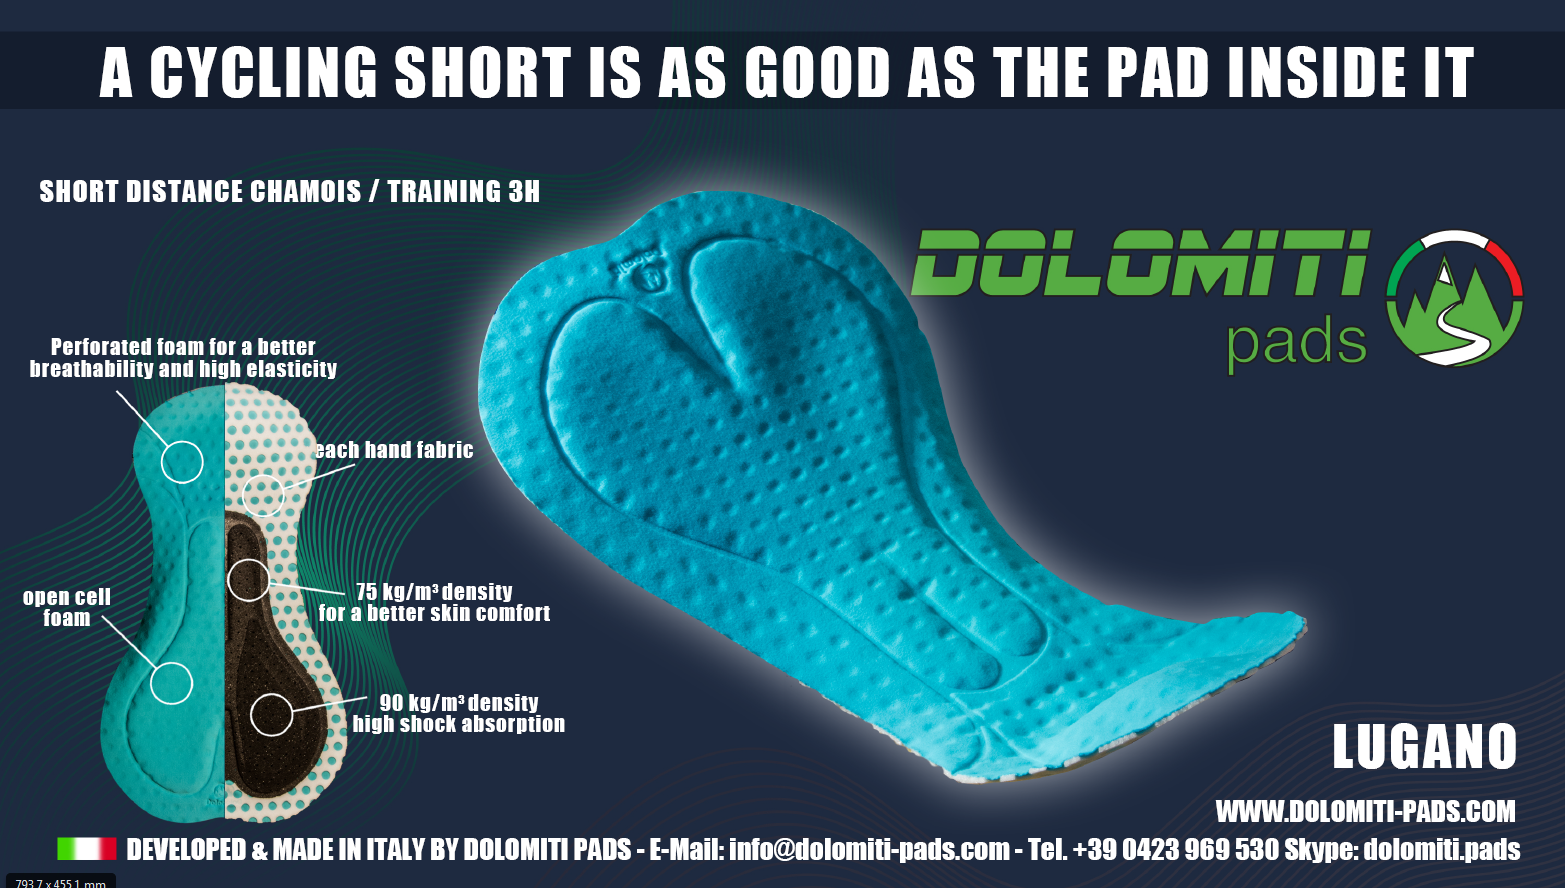 A CYCLING SHORT IS AS GOOD AS THE PAD INSIDE IT
SHORT DISTANCE CHAMOIS / TRAINING 3H
DOLOMITI
pads
Perforated foam for a better
breathability and high elasticity
each hand fabric
75 kg/m³ density
for a better skin comfort
open cell
foam
90 kg/m³ density
high shock absorption
LUGANO
WWW.DOLOMITI-PADS.COM
DEVELOPED & MADE IN ITALY BY DOLOMITI PADS - E-Mail: info@dolomiti-pads.com - Tel. +39 0423 969 530 Skype: dolomiti.pads
793,7 x 455,1 mm